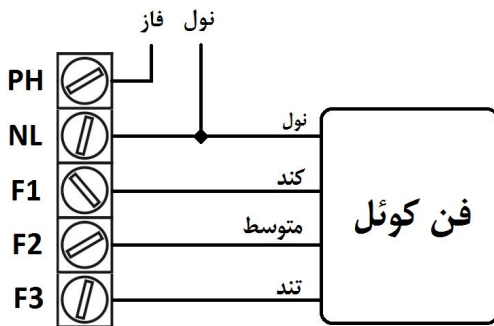 فاز نول
PH
NL نول
F1 کند
F2 متوسط
F3 تند
فن کوئل